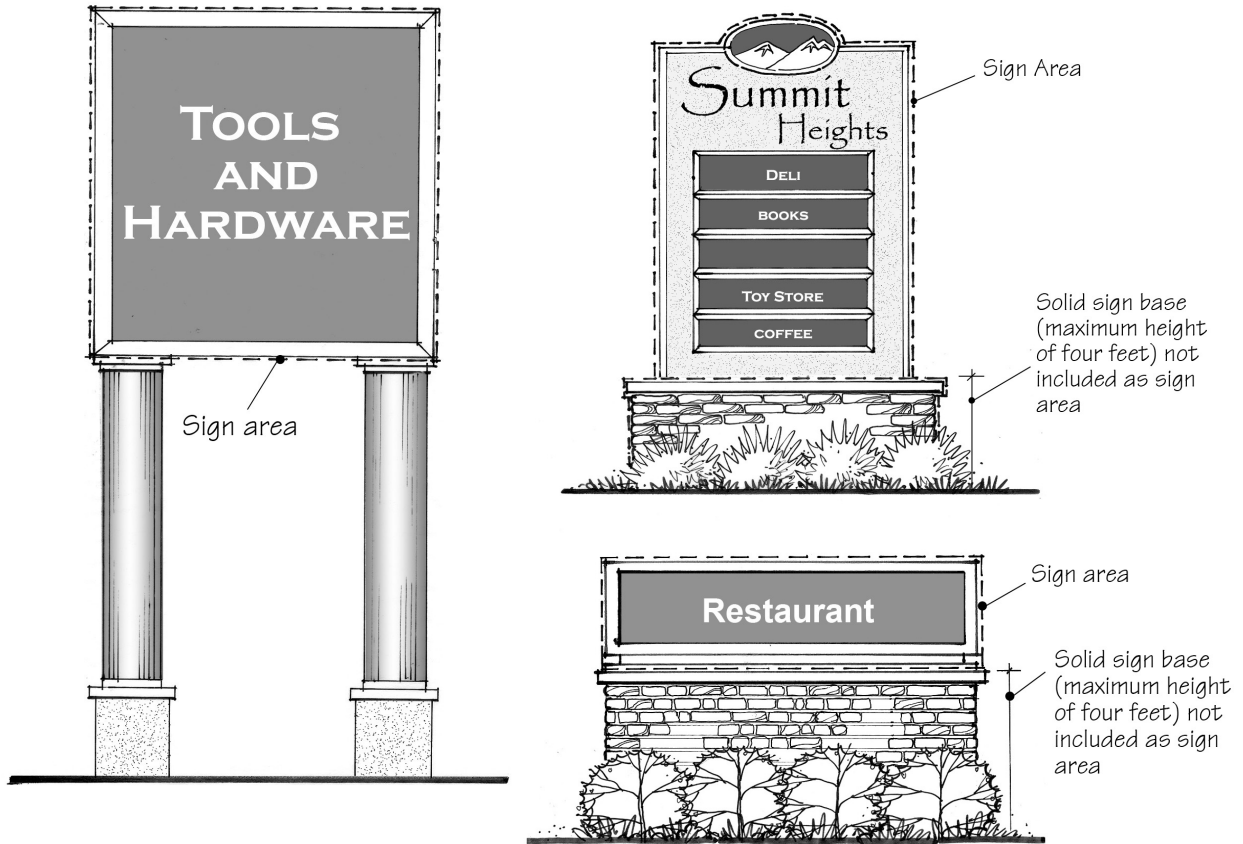 TOOLS
AND
HARDWARE
Sign area
Summit
Heights
DELI
BOOKS
TOY STORE
COFFEE
Sign Area
Solid sign base
(maximum height
of four feet) not
included as sign
area
Restaurant
Sign area
Solid sign base
(maximum height
of four feet) not
included as sign
area